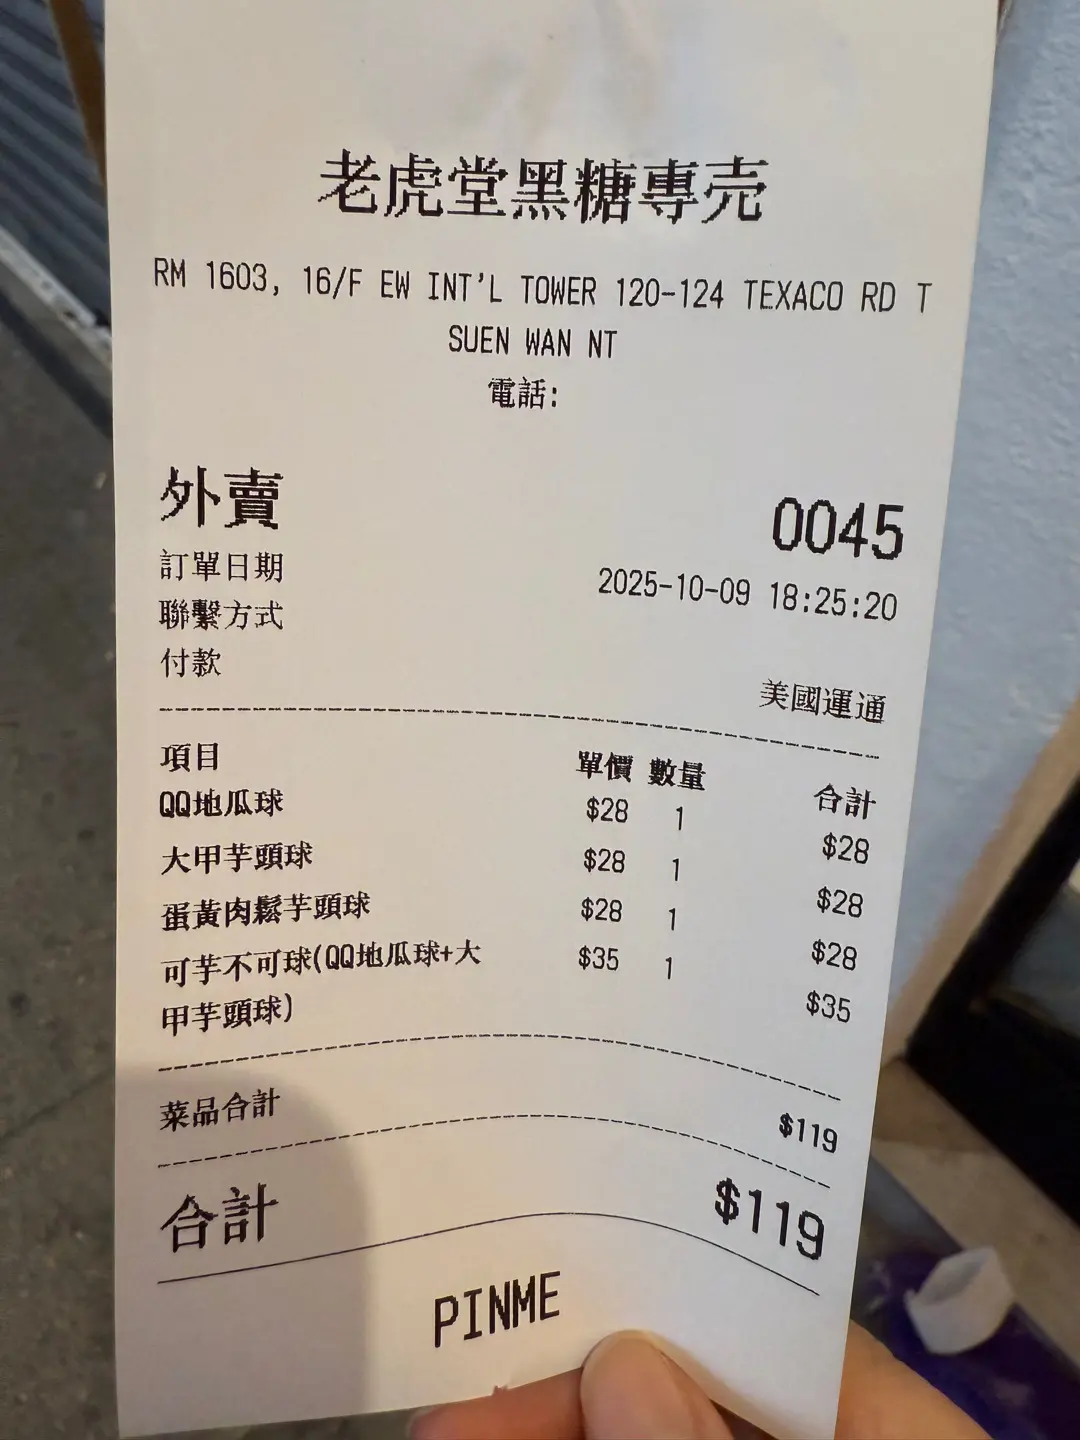 老虎堂黑糖專売
RM 1603, 16/F EW INT'L TOWER 120-124 TEXACO RD T
SUEN WAN NT
電話:
外賣 0045
訂單日期 2025-10-09 18:25:20
聯繫方式
付款 美國運通
項目 單價 數量 合計
QQ地瓜球 $28 1 $28
大甲芋頭球 $28 1 $28
蛋黃肉鬆芋頭球 $28 1 $28
可芋不可球(QQ地瓜球+大 $35 1 $35
甲芋頭球)
菜品合計 $119
合計 $119
PINME